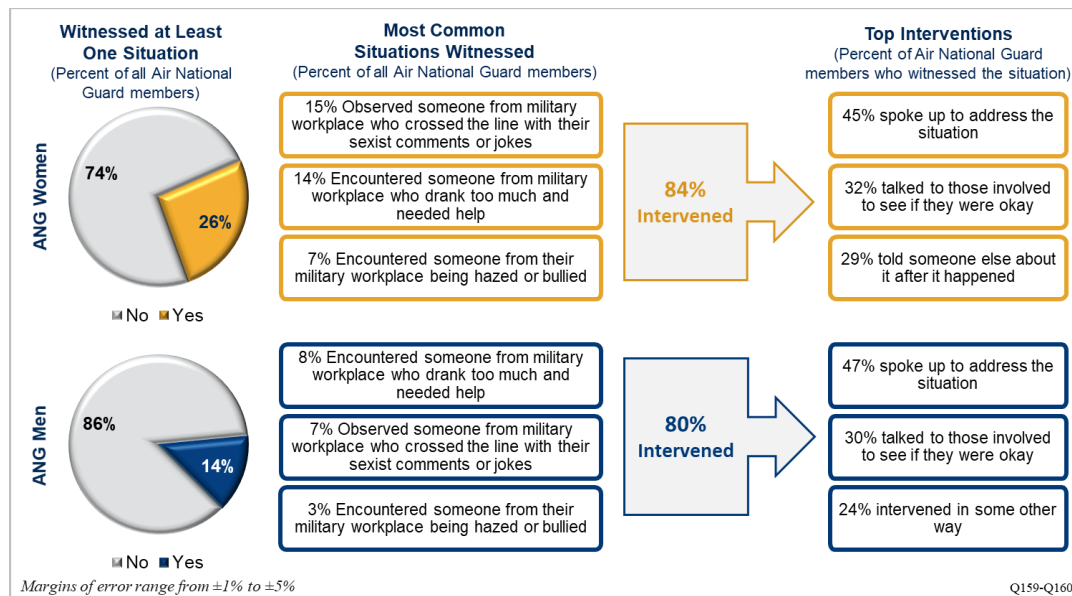 Witnessed at Least
One Situation
(Percent of all Air National
Guard members)
Most Common
Situations Witnessed
(Percent of all Air National Guard members)
Top Interventions
(Percent of Air National Guard
members who witnessed the situation)
ANG Women
74%
26%
No Yes
15% Observed someone from military
workplace who crossed the line with their
sexist comments or jokes
14% Encountered someone from military
workplace who drank too much and
needed help
7% Encountered someone from their
military workplace being hazed or bullied
84%
Intervened
45% spoke up to address the
situation
32% talked to those involved
to see if they were okay
29% told someone else about
it after it happened
ANG Men
86%
14%
No Yes
8% Encountered someone from military
workplace who drank too much and
needed help
7% Observed someone from military
workplace who crossed the line with their
sexist comments or jokes
3% Encountered someone from their
military workplace being hazed or bullied
80%
Intervened
47% spoke up to address the
situation
30% talked to those involved
to see if they were okay
24% intervened in some other
way
Margins of error range from ±1% to ±5%
Q159-Q160